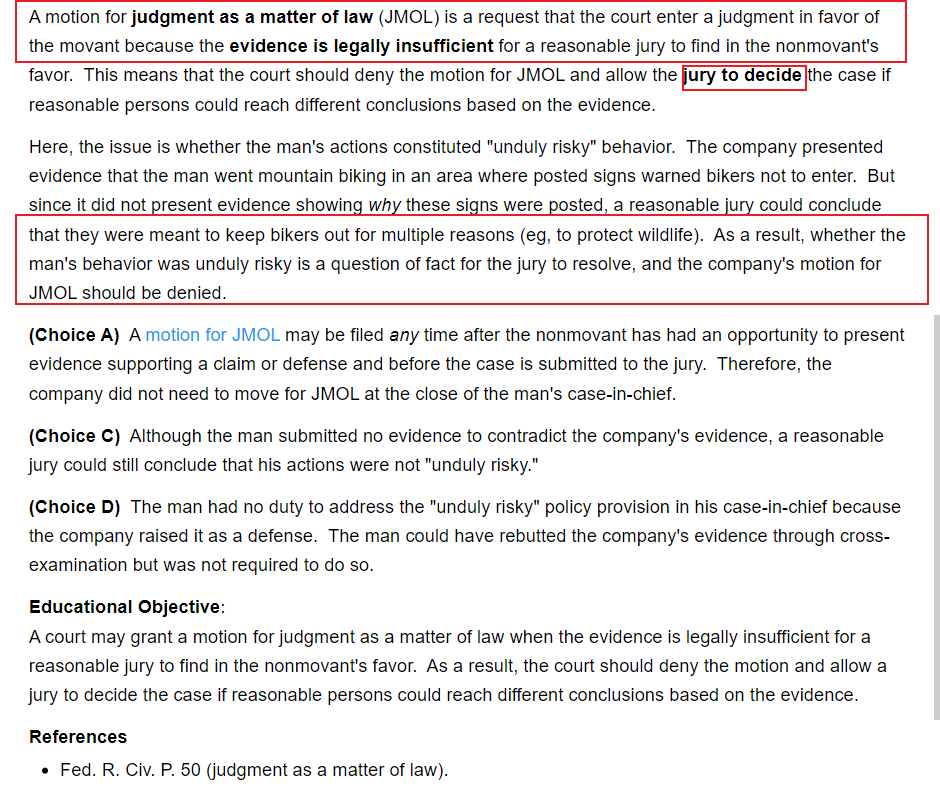 A motion for judgment as a matter of law (JMOL) is a request that the court enter a judgment in favor of
the movant because the evidence is legally insufficient for a reasonable jury to find in the nonmovant's
favor.  This means that the court should deny the motion for JMOL and allow the jury to decide the case if
reasonable persons could reach different conclusions based on the evidence.
Here, the issue is whether the man's actions constituted "unduly risky" behavior.  The company presented
evidence that the man went mountain biking in an area where posted signs warned bikers not to enter.  But
since it did not present evidence showing why these signs were posted, a reasonable jury could conclude
that they were meant to keep bikers out for multiple reasons (eg, to protect wildlife).  As a result, whether the
man's behavior was unduly risky is a question of fact for the jury to resolve, and the company's motion for
JMOL should be denied.
(Choice A)  A motion for JMOL may be filed any time after the nonmovant has had an opportunity to present
evidence supporting a claim or defense and before the case is submitted to the jury.  Therefore, the
company did not need to move for JMOL at the close of the man's case-in-chief.
(Choice C)  Although the man submitted no evidence to contradict the company's evidence, a reasonable
jury could still conclude that his actions were not "unduly risky."
(Choice D)  The man had no duty to address the "unduly risky" policy provision in his case-in-chief because
the company raised it as a defense.  The man could have rebutted the company's evidence through cross-
examination but was not required to do so.
Educational Objective:
A court may grant a motion for judgment as a matter of law when the evidence is legally insufficient for a
reasonable jury to find in the nonmovant's favor.  As a result, the court should deny the motion and allow a
jury to decide the case if reasonable persons could reach different conclusions based on the evidence.
References
• Fed. R. Civ. P. 50 (judgment as a matter of law).